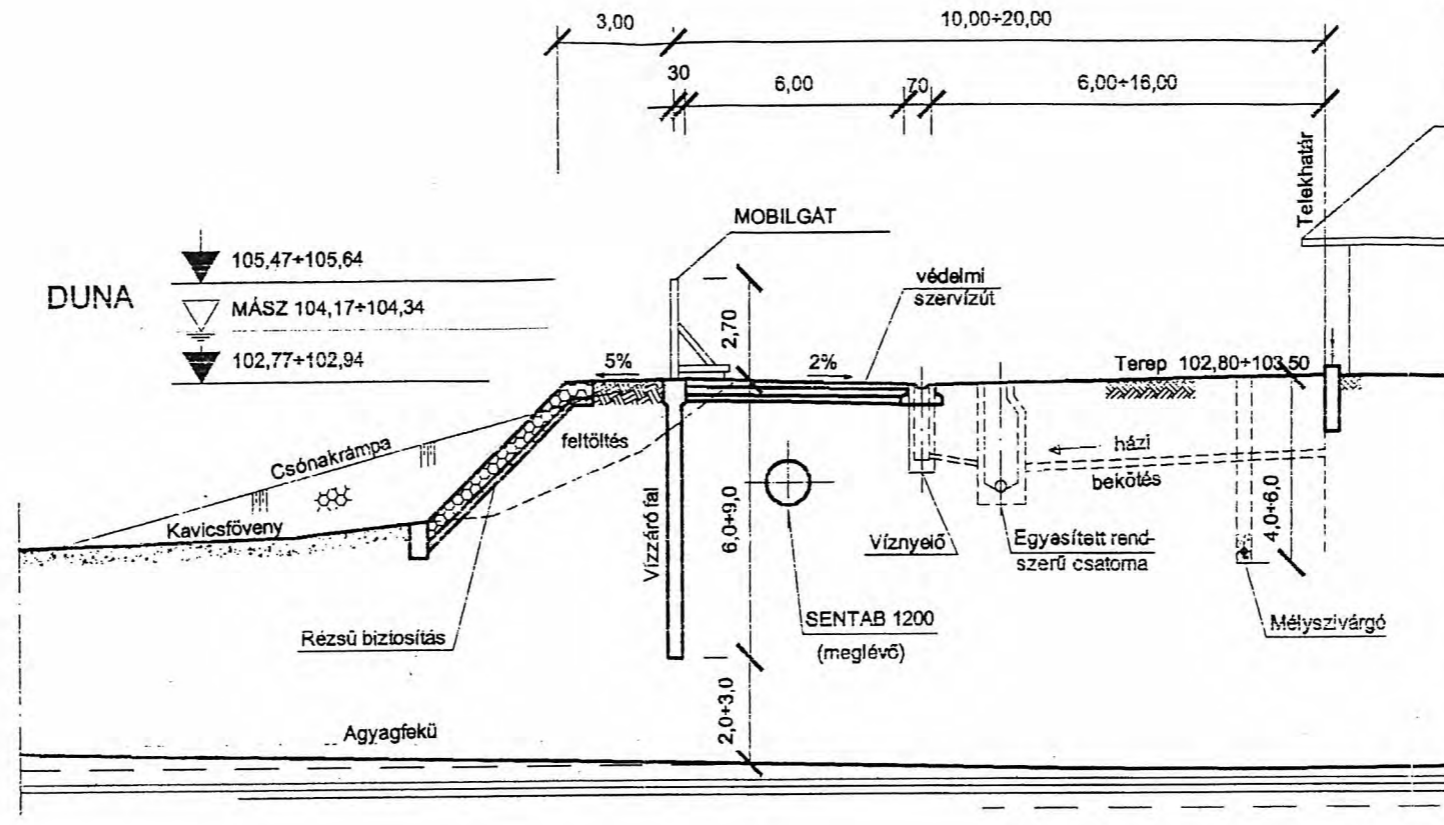 3,00
10,00÷20,00
30
6,00
70
6,00÷16,00
Telekhatár
MOBILGÁT
DUNA
105,47÷105,64
MÁSZ 104,17÷104,34
102,77÷102,94
védelmi
szervízút
2,70
5%
2%
Terep 102,80÷103,50
Csónakrámpa
feltöltés
házi
bekötés
Kavicsföveny
Vízzáró fal
6,0÷9,0
4,0÷6,0
Víznyelő
Egyesített rend-
szerű csatorna
Rézsű biztosítás
SENTAB 1200
(meglévő)
Mélyszivárgó
2,0÷3,0
Agyagfekü